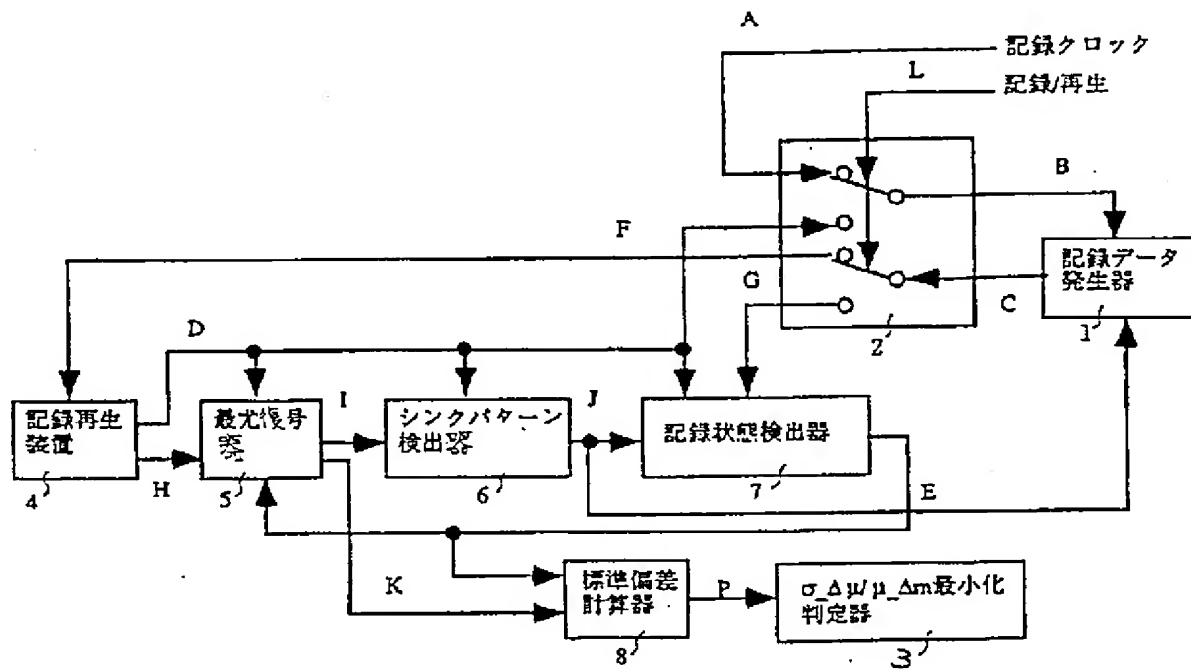 A
記録クロック
L
記録/再生
B
F
記録データ
発生器
G
C
1
2
D
I
J
記録再生
装置
最尤復号
器
シンクパターン
検出器
記録状態検出器
H
4
5
6
7
E
K
標準偏差
計算器
P
σ_Δμ/μ_Δm最小化
判定器
8
3